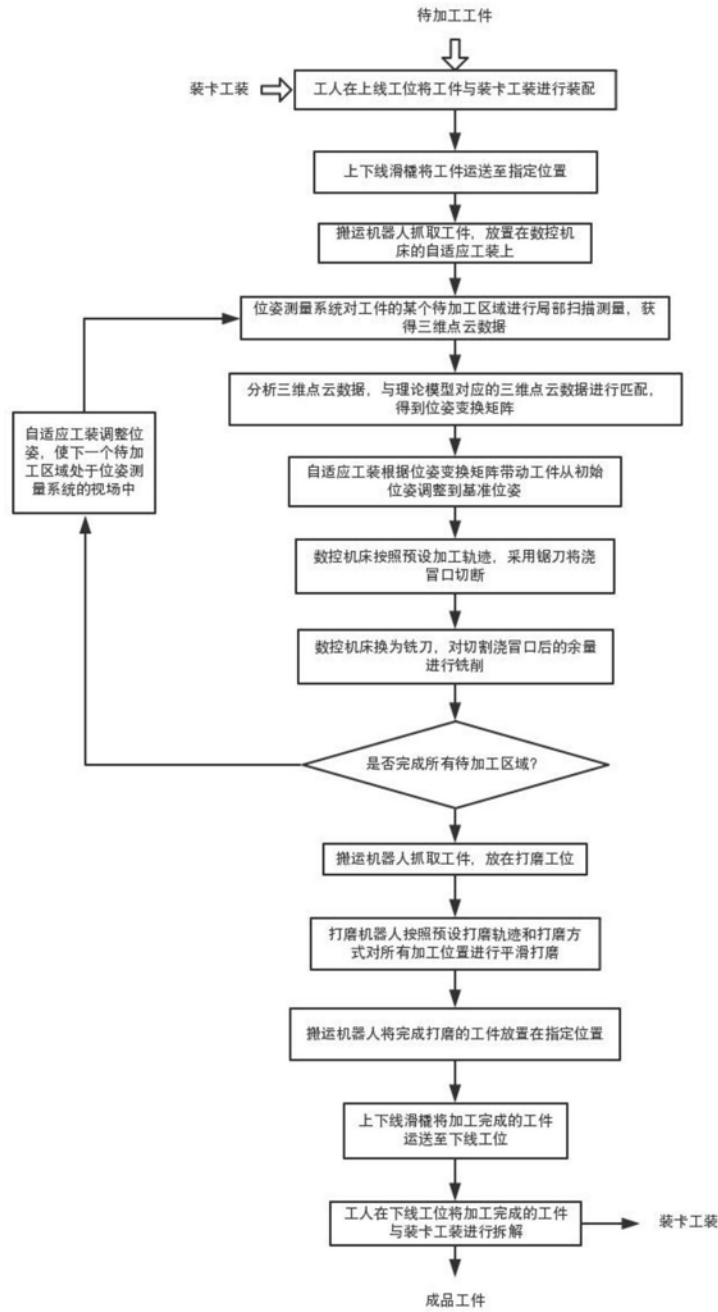 待加工工件
装卡工装
工人在上线工位将工件与装卡工装进行装配
上下线滑橇将工件运送至指定位置
搬运机器人抓取工件，放置在数控机
床的自适应工装上
位姿测量系统对工件的某个待加工区域进行局部扫描测量，获
得三维点云数据
分析三维点云数据，与理论模型对应的三维点云数据进行匹配，
得到位姿变换矩阵
自适应工装调整位
姿，使下一个待加
工区域处于位姿测
量系统的视场中
自适应工装根据位姿变换矩阵带动工件从初始
位姿调整到基准位姿
数控机床按照预设加工轨迹，采用锯刀将浇
冒口切断
数控机床换为铣刀，对切割浇冒口后的余量
进行铣削
是否完成所有待加工区域？
搬运机器人抓取工件，放在打磨工位
打磨机器人按照预设打磨轨迹和打磨方
式对所有加工位置进行平滑打磨
搬运机器人将完成打磨的工件放置在指定位置
上下线滑橇将加工完成的工件
运送至下线工位
工人在下线工位将加工完成的工件
与装卡工装进行拆解
装卡工装
成品工件